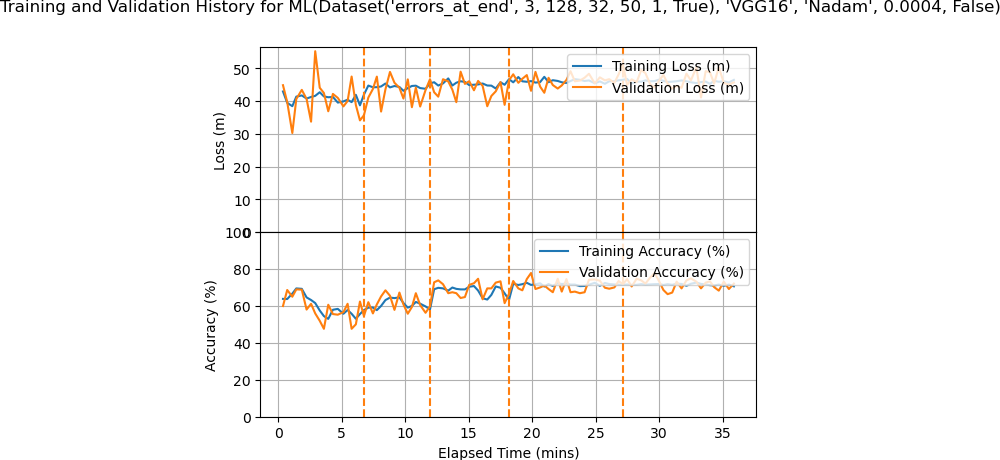 Training and Validation History for ML(Dataset('errors_at_end', 3, 128, 32, 50, 1, True), 'VGG16', 'Nadam', 0.0004, False)
50
40
30
20
10
0
Loss (m)
Training Loss (m)
Validation Loss (m)
100
80
60
40
20
0
Accuracy (%)
Training Accuracy (%)
Validation Accuracy (%)
0 5 10 15 20 25 30 35
Elapsed Time (mins)